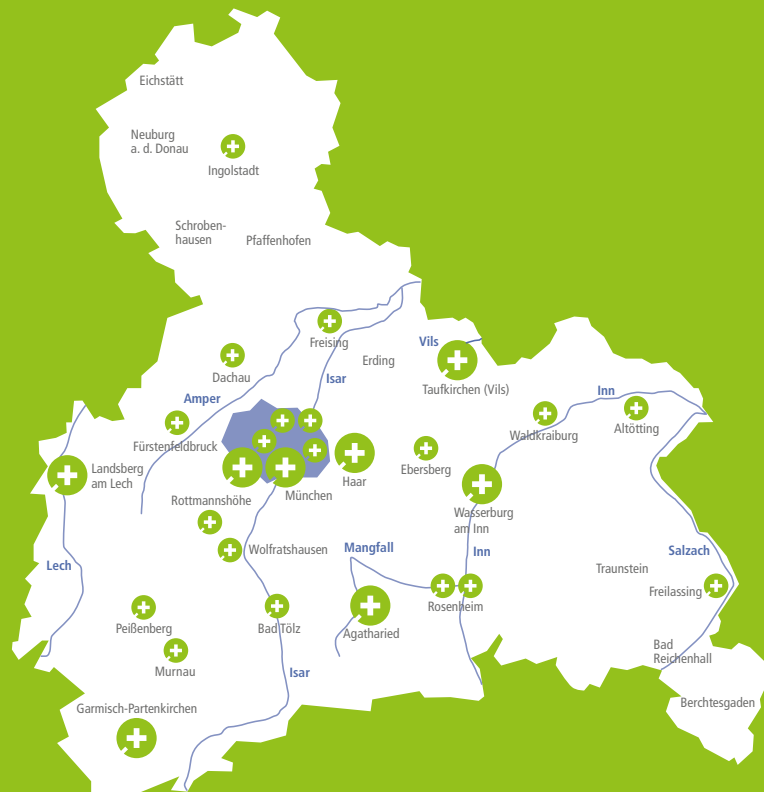 Eichstätt
Neuburg
a. d. Donau
Ingolstadt
Schroben-
hausen
Pfaffenhofen
Freising
Vils
Erding
Dachau
Isar
Taufkirchen (Vils)
Amper
Inn
Fürstenfeldbruck
Waldkraiburg
Altötting
Landsberg
am Lech
Haar
Ebersberg
Rottmannshöhe
München
Wasserburg
am Inn
Wolfratshausen
Mangfall
Inn
Salzach
Lech
Traunstein
Freilassing
Rosenheim
Peißenberg
Bad Tölz
Agatharied
Bad
Reichenhall
Murnau
Isar
Garmisch-Partenkirchen
Berchtesgaden